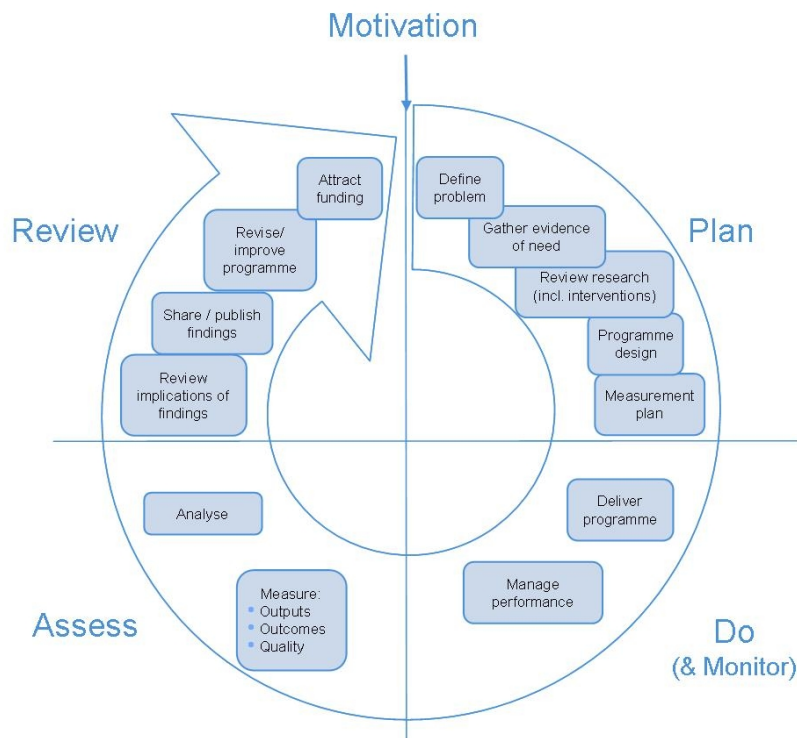 Motivation
Plan
Define
problem
Gather evidence
of need
Review research
(incl. interventions)
Programme
design
Measurement
plan
Do
(& Monitor)
Deliver
programme
Manage
performance
Assess
Measure:
• Outputs
• Outcomes
• Quality
Analyse
Review
Review
implications of
findings
Share / publish
findings
Revise/
improve
programme
Attract
funding